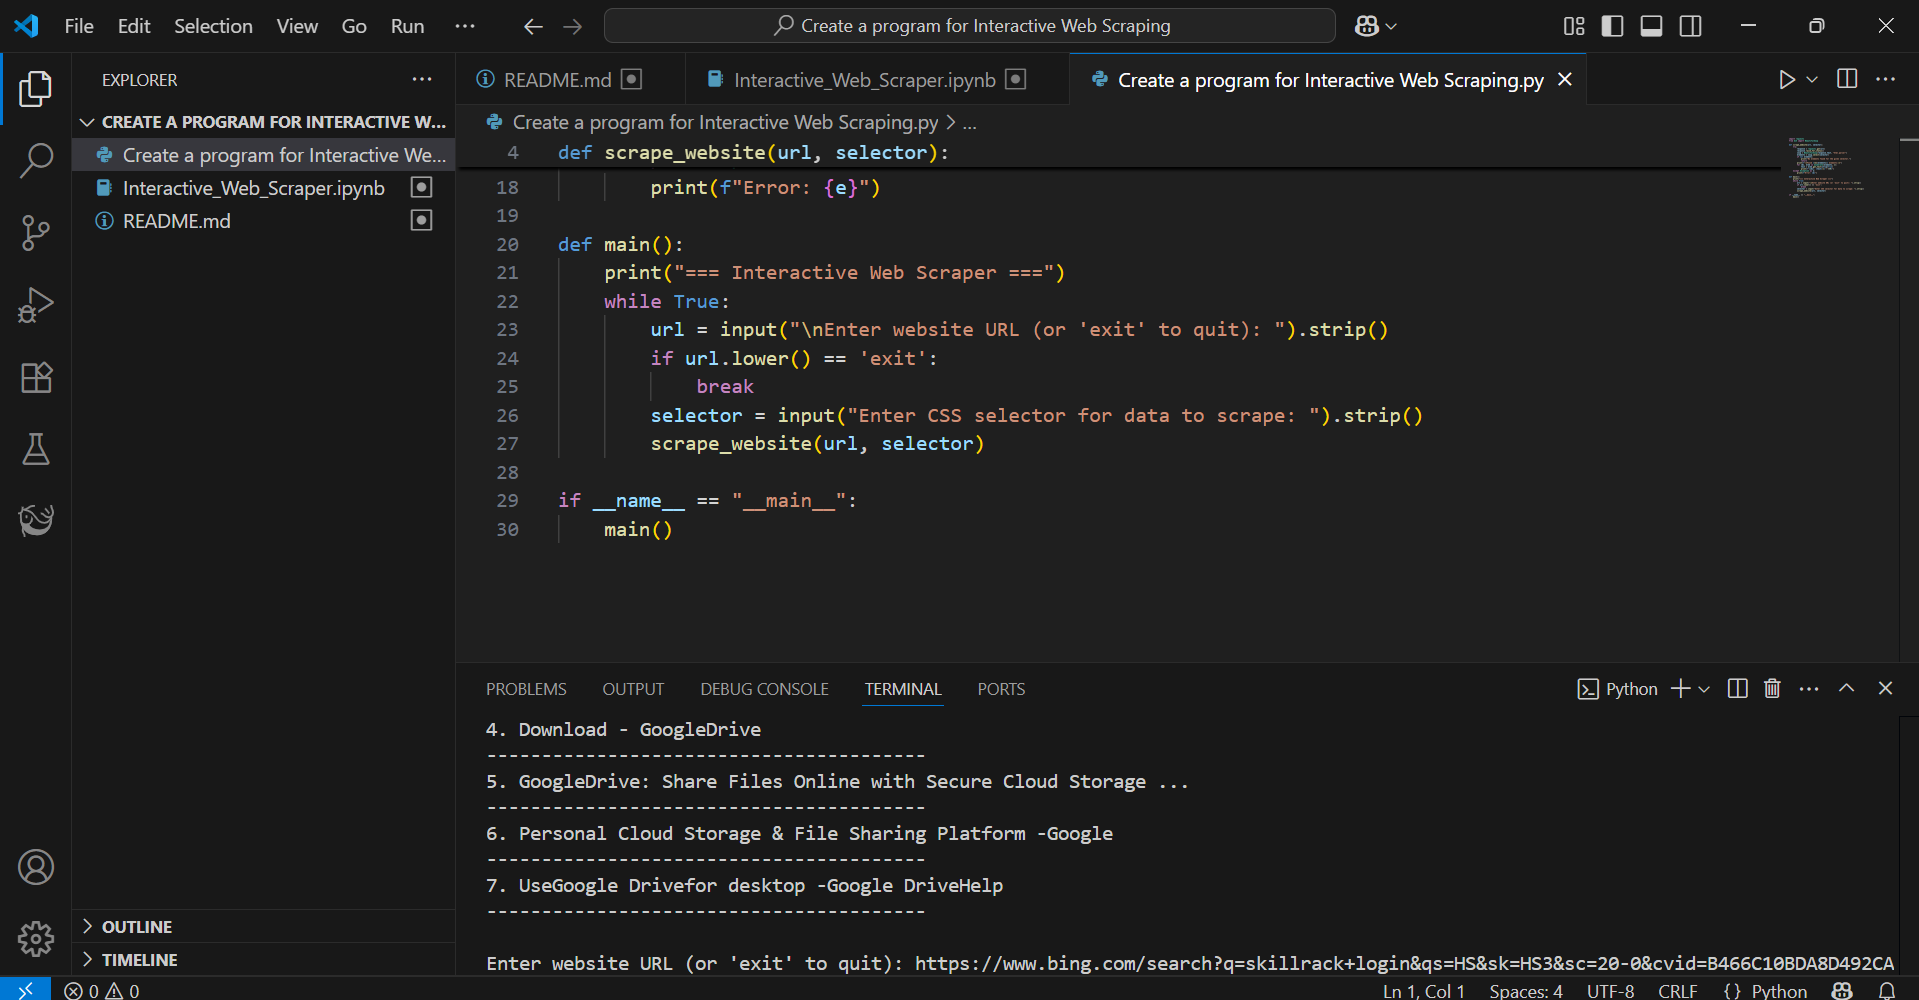 File Edit Selection View Go Run ··· Create a program for Interactive Web Scraping
EXPLORER ···
CREATE A PROGRAM FOR INTERACTIVE W...
Create a program for Interactive We...
Interactive_Web_Scraper.ipynb
README.md
OUTLINE
TIMELINE
README.md Interactive_Web_Scraper.ipynb Create a program for Interactive Web Scraping.py
Create a program for Interactive Web Scraping.py > ...
4 def scrape_website(url, selector):
18 print(f"Error: {e}")
19
20 def main():
21 print("=== Interactive Web Scraper ===")
22 while True:
23 url = input("\nEnter website URL (or 'exit' to quit): ").strip()
24 if url.lower() == 'exit':
25 break
26 selector = input("Enter CSS selector for data to scrape: ").strip()
27 scrape_website(url, selector)
28
29 if __name__ == "__main__":
30 main()
PROBLEMS OUTPUT DEBUG CONSOLE TERMINAL PORTS Python
4. Download - GoogleDrive
----------------------------------------
5. GoogleDrive: Share Files Online with Secure Cloud Storage ...
----------------------------------------
6. Personal Cloud Storage & File Sharing Platform -Google
----------------------------------------
7. UseGoogle Drivefor desktop -Google DriveHelp
----------------------------------------
Enter website URL (or 'exit' to quit): https://www.bing.com/search?q=skillrack+login&qs=HS&sk=HS3&sc=20-0&cvid=B466C10BDA8D492CA
0 0 Ln 1, Col 1 Spaces: 4 UTF-8 CRLF {} Python